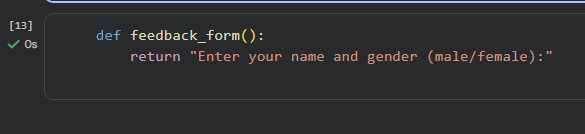 [13]
0s
def feedback_form():
return "Enter your name and gender (male/female):"